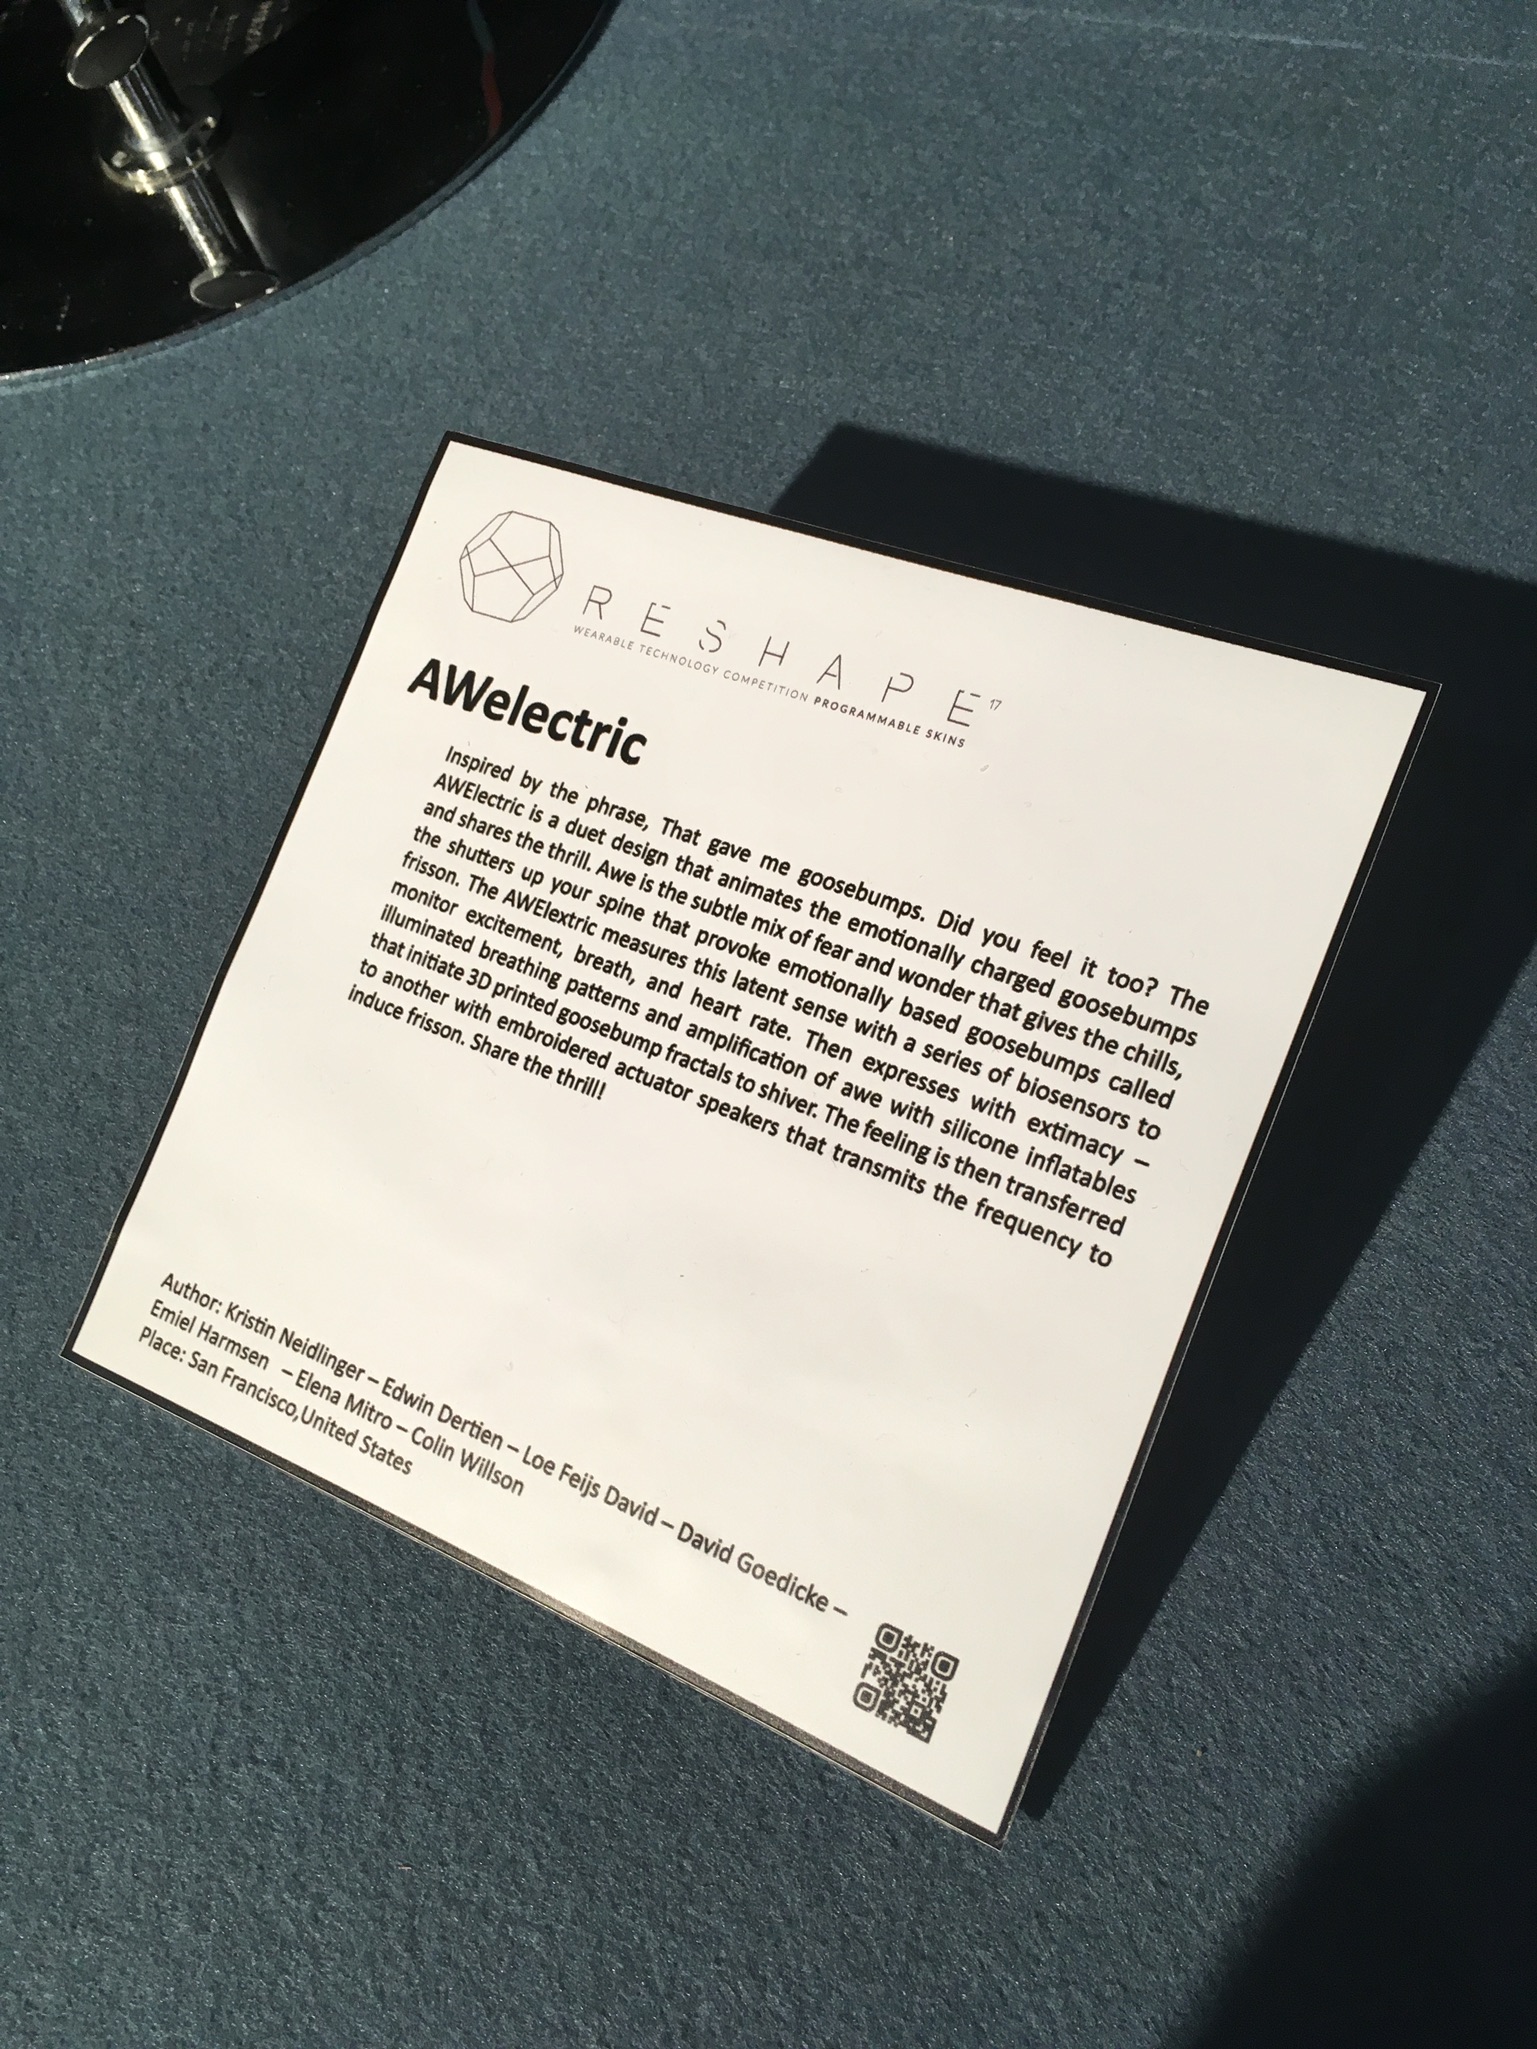 RESHAPE 17
WEARABLE TECHNOLOGY COMPETITION PROGRAMMABLE SKINS
AWelectric
Inspired by the phrase, That gave me goosebumps. Did you feel it too? The
AWElectric is a duet design that animates the emotionally charged goosebumps
and shares the thrill. Awe is the subtle mix of fear and wonder that gives the chills,
the shutters up your spine that provoke emotionally based goosebumps called
frisson. The AWElextric measures this latent sense with a series of biosensors to
monitor excitement, breath, and heart rate. Then expresses with extimacy –
illuminated breathing patterns and amplification of awe with silicone inflatables
that initiate 3D printed goosebump fractals to shiver. The feeling is then transferred
to another with embroidered actuator speakers that transmits the frequency to
induce frisson. Share the thrill!
Author: Kristin Neidlinger – Edwin Dertien – Loe Feijs David – David Goedicke –
Emiel Harmsen – Elena Mitro – Colin Willson
Place: San Francisco,United States